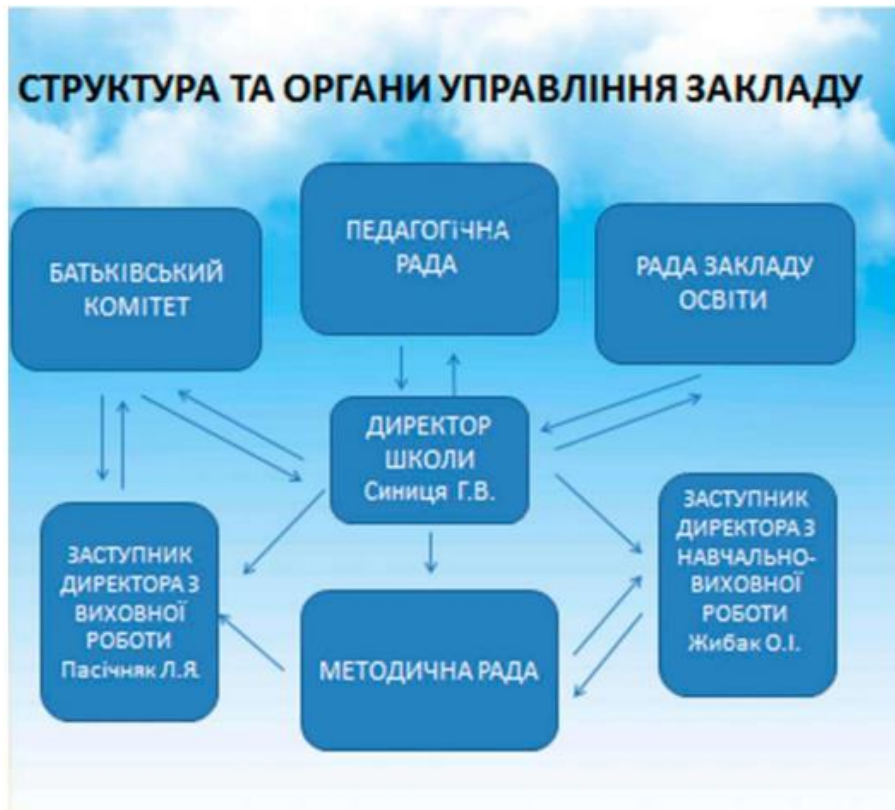 СТРУКТУРА ТА ОРГАНИ УПРАВЛІННЯ ЗАКЛАДУ
ПЕДАГОГІЧНА
РАДА
БАТЬКІВСЬКИЙ
КОМІТЕТ
РАДА ЗАКЛАДУ
ОСВІТИ
ДИРЕКТОР
ШКОЛИ
Синиця Г.В.
ЗАСТУПНИК
ДИРЕКТОРА З
ВИХОВНОЇ
РОБОТИ
Пасічняк Л.Я.
МЕТОДИЧНА РАДА
ЗАСТУПНИК
ДИРЕКТОРА З
НАВЧАЛЬНО-
ВИХОВНОЇ
РОБОТИ
Жибак О.І.